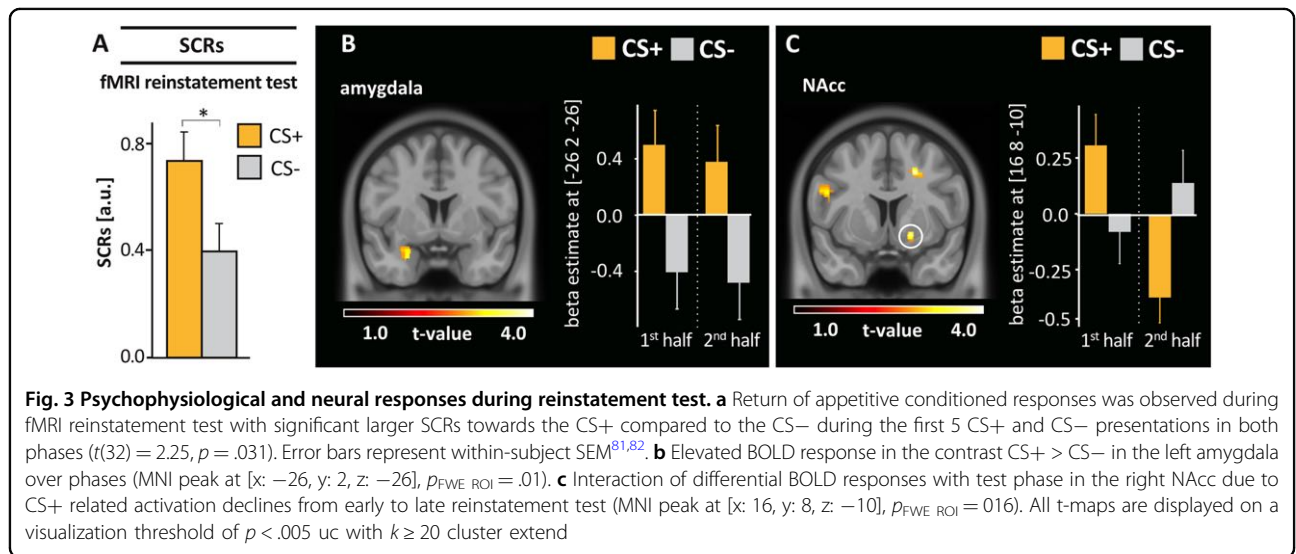 A
SCRs
fMRI reinstatement test
*
CS+
CS-
0.8
0.4
0.0
SCRs [a.u.]
B
CS+ CS-
amygdala
1.0 t-value 4.0
beta estimate at [-26 2 -26]
0.4
0.0
-0.4
1st half 2nd half
C
CS+ CS-
NAcc
1.0 t-value 4.0
beta estimate at [16 8 -10]
0.25
0.0
-0.25
-0.5
1st half 2nd half
Fig. 3 Psychophysiological and neural responses during reinstatement test. a Return of appetitive conditioned responses was observed during
fMRI reinstatement test with significant larger SCRs towards the CS+ compared to the CS− during the first 5 CS+ and CS− presentations in both
phases (t(32) = 2.25, p = .031). Error bars represent within-subject SEM81,82. b Elevated BOLD response in the contrast CS+ > CS− in the left amygdala
over phases (MNI peak at [x: −26, y: 2, z: −26], pFWE ROI = .01). c Interaction of differential BOLD responses with test phase in the right NAcc due to
CS+ related activation declines from early to late reinstatement test (MNI peak at [x: 16, y: 8, z: −10], pFWE ROI = 016). All t-maps are displayed on a
visualization threshold of p < .005 uc with k ≥ 20 cluster extend